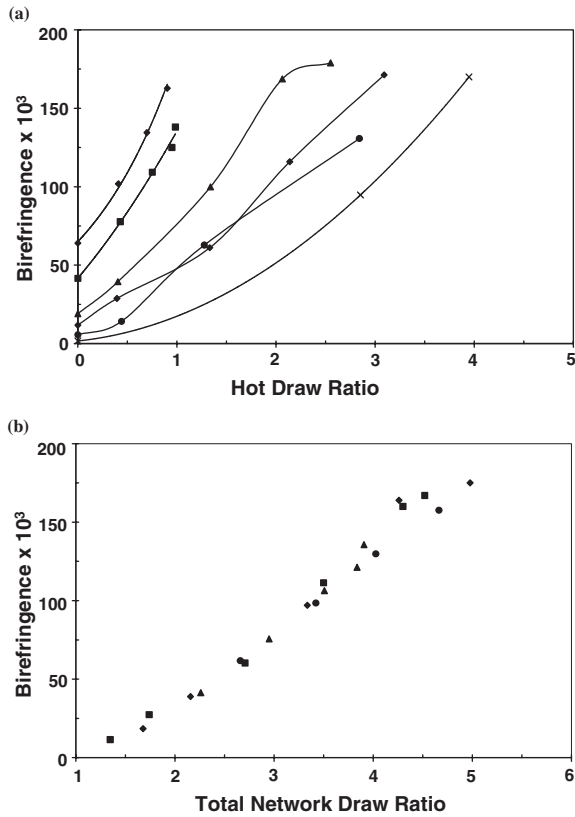 (a)
200
150
100
50
0
Birefringence x 10³
0 1 2 3 4 5
Hot Draw Ratio
(b)
200
150
100
50
0
Birefringence x 10³
1 2 3 4 5 6
Total Network Draw Ratio